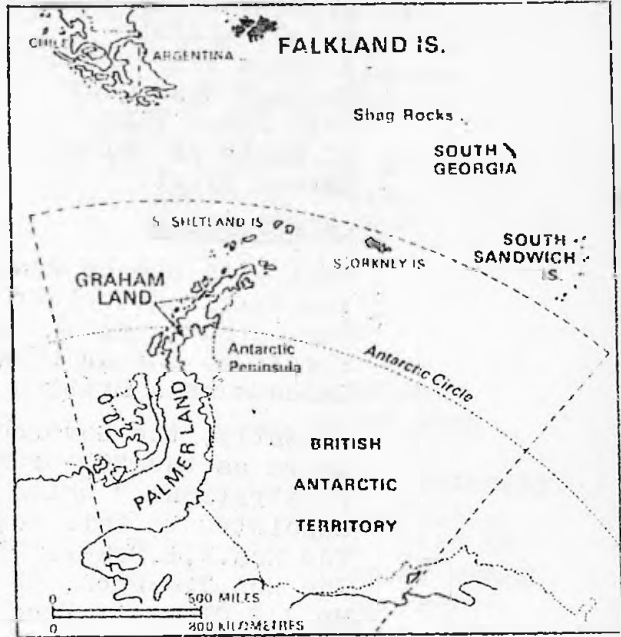 CHILE
ARGENTINA
FALKLAND IS.
Shag Rocks
SOUTH
GEORGIA
S. SHETLAND IS
S. ORKNEY IS
SOUTH
SANDWICH
IS.
GRAHAM
LAND
Antarctic
Peninsula
Antarctic Circle
PALMER LAND
BRITISH
ANTARCTIC
TERRITORY
0 500 MILES
0 800 KILOMETRES